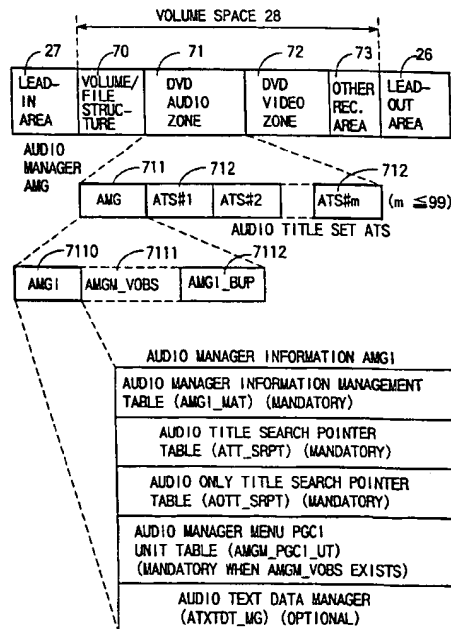 VOLUME SPACE 28
27 70 71 72 73 26
LEAD-IN AREA
VOLUME/FILE STRUC-TURE
DVD AUDIO ZONE
DVD VIDEO ZONE
OTHER REC. AREA
LEAD-OUT AREA
AUDIO MANAGER AMG
711 712 712
AMG ATS#1 ATS#2 ATS#m (m ≦99)
AUDIO TITLE SET ATS
7110 7111 7112
AMGI AMGM_VOBS AMGI_BUP
AUDIO MANAGER INFORMATION AMGI
AUDIO MANAGER INFORMATION MANAGEMENT
TABLE (AMGI_MAT) (MANDATORY)
AUDIO TITLE SEARCH POINTER
TABLE (ATT_SRPT) (MANDATORY)
AUDIO ONLY TITLE SEARCH POINTER
TABLE (AOTT_SRPT) (MANDATORY)
AUDIO MANAGER MENU PGCI
UNIT TABLE (AMGM_PGCI_UT)
(MANDATORY WHEN AMGM_VOBS EXISTS)
AUDIO TEXT DATA MANAGER
(ATXTDT_MG) (OPTIONAL)